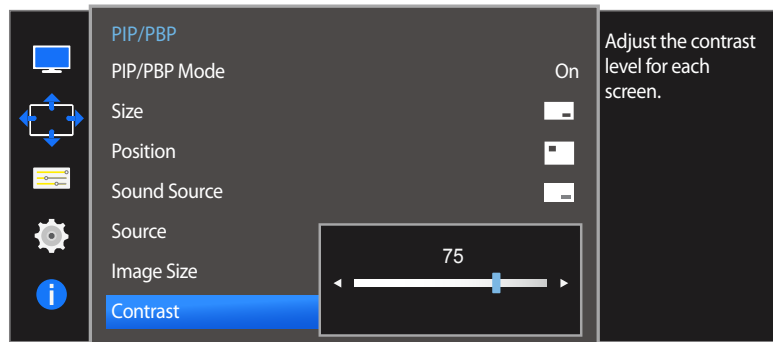 PIP/PBP
PIP/PBP Mode On
Size
Position
Sound Source
Source
Image Size
Contrast
75
Adjust the contrast
level for each
screen.
i